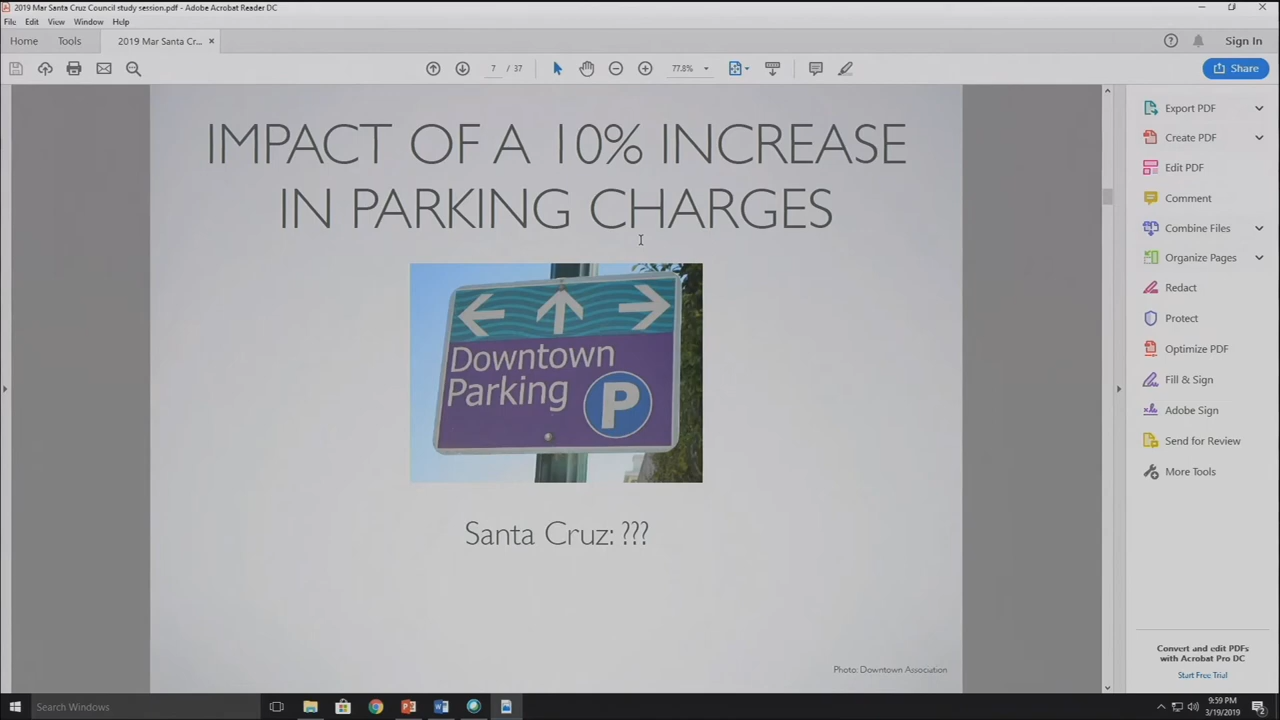 2019 Mar Santa Cruz Council study session.pdf - Adobe Acrobat Reader DC
File Edit View Window Help
Home Tools 2019 Mar Santa Cr... × Sign In
7 / 37 77.8% Share
IMPACT OF A 10% INCREASE
IN PARKING CHARGES
Downtown
Parking
P
Santa Cruz: ???
Photo: Downtown Association
Export PDF
Create PDF
Edit PDF
Comment
Combine Files
Organize Pages
Redact
Protect
Optimize PDF
Fill & Sign
Adobe Sign
Send for Review
More Tools
Convert and edit PDFs
with Acrobat Pro DC
Start Free Trial
Search Windows
9:59 PM
3/19/2019
2